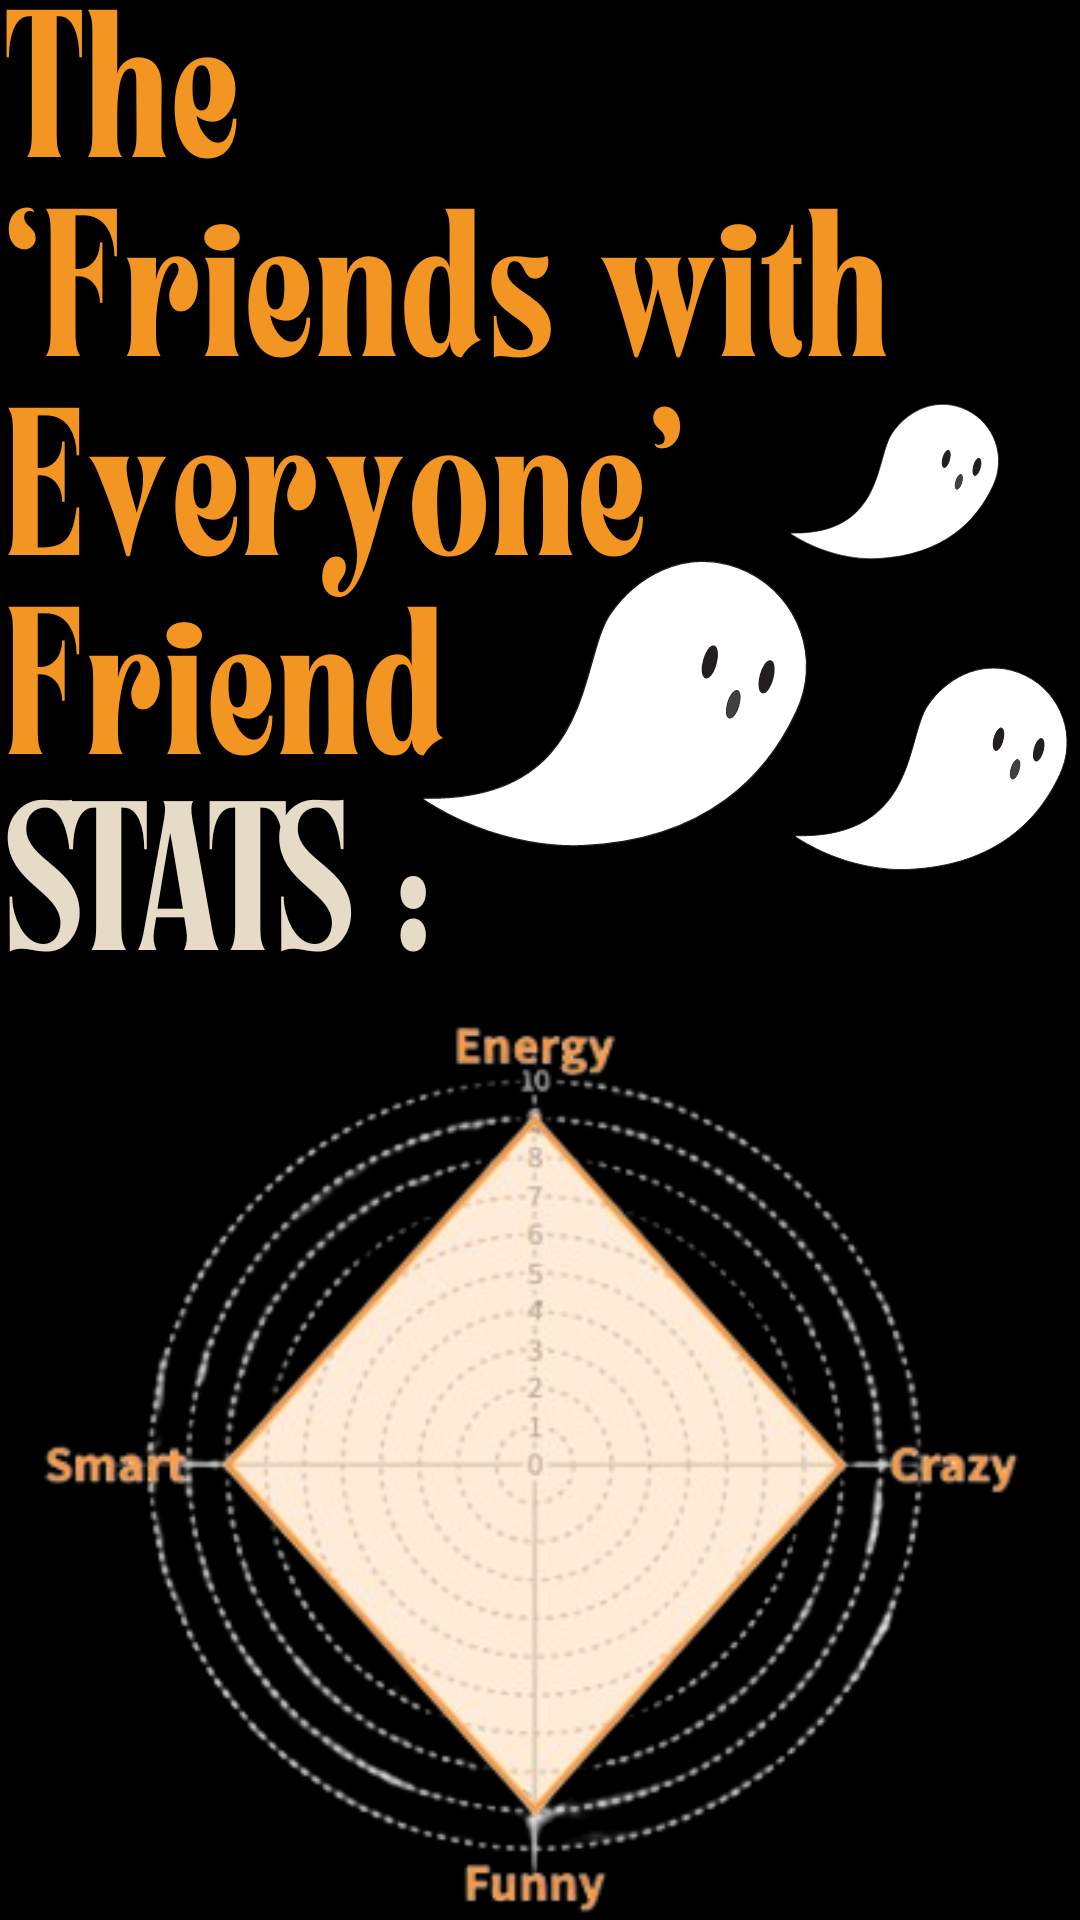 The
‘Friends with
Everyone’
Friend
STATS :
Energy
10
9
8
7
6
5
4
3
2
1
0
Smart
Crazy
Funny